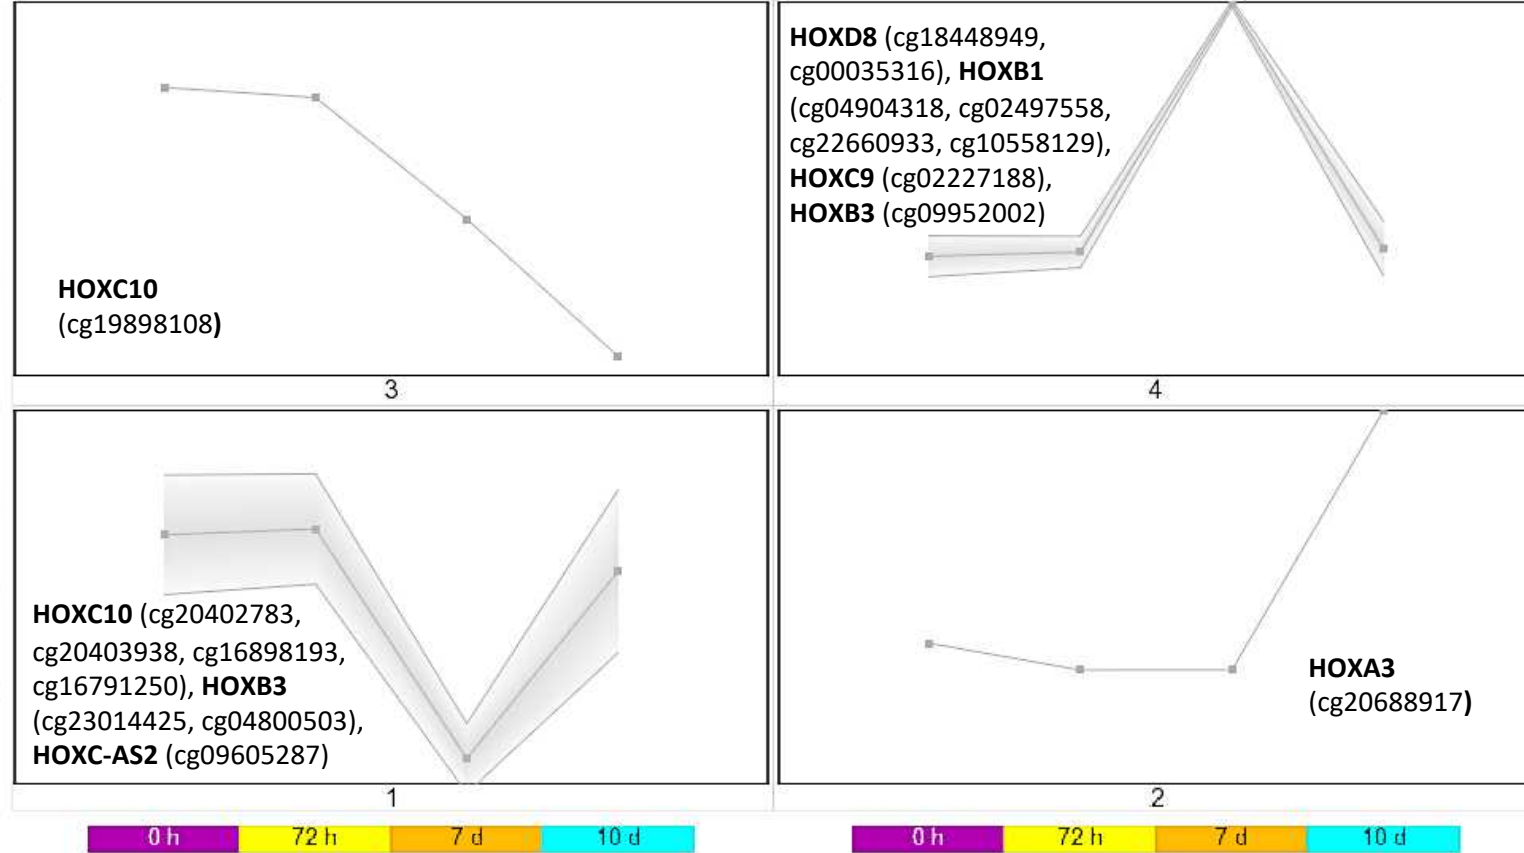 HOXC10
(cg19898108)
3
HOXD8 (cg18448949,
cg00035316), HOXB1
(cg04904318, cg02497558,
cg22660933, cg10558129),
HOXC9 (cg02227188),
HOXB3 (cg09952002)
4
HOXC10 (cg20402783,
cg20403938, cg16898193,
cg16791250), HOXB3
(cg23014425, cg04800503),
HOXC-AS2 (cg09605287)
1
HOXA3
(cg20688917)
2
0 h 72 h 7 d 10 d
0 h 72 h 7 d 10 d